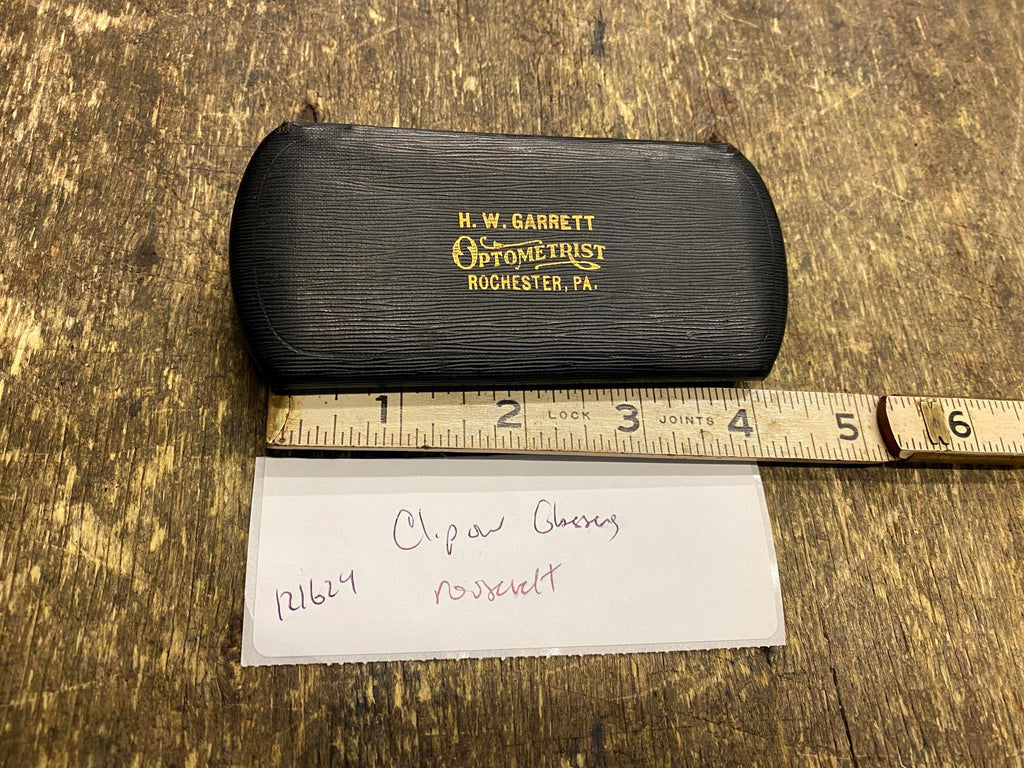 H. W. GARRETT
OPTOMETRIST
ROCHESTER, PA.
1 2 LOCK 3 JOINTS 4 5 6
Clip on Glasses
121624 roosevelt